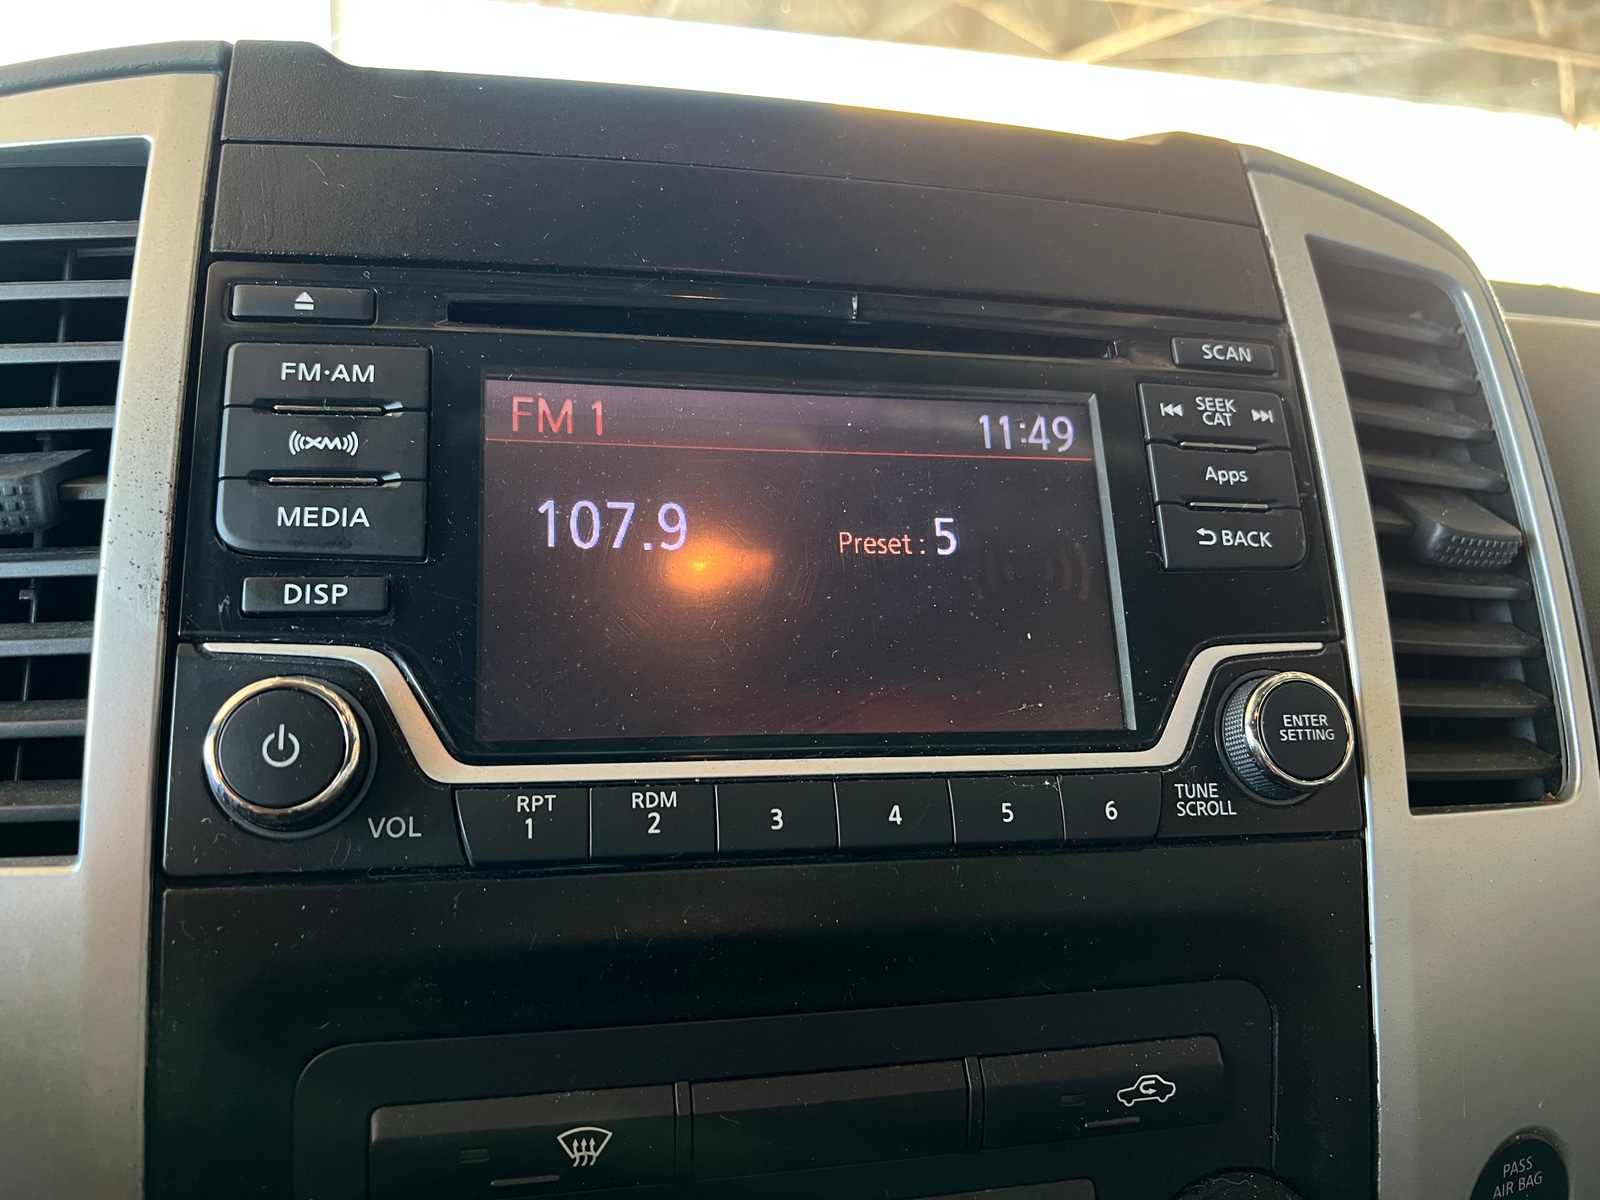 FM·AM
XM
MEDIA
DISP
VOL
FM 1
11:49
107.9
Preset : 5
SCAN
SEEK
CAT
Apps
BACK
ENTER
SETTING
TUNE
SCROLL
RPT
1
RDM
2
3
4
5
6
PASS
AIR BAG